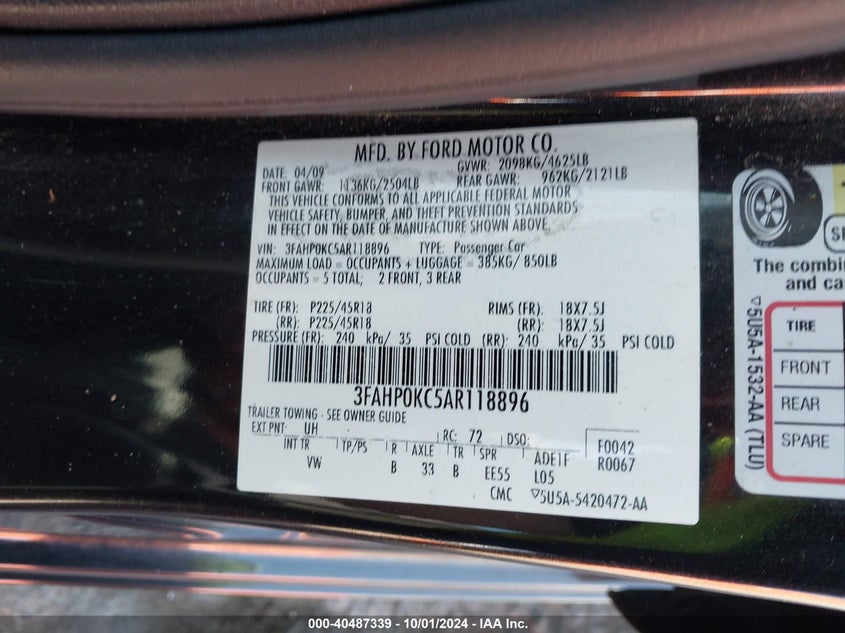 MFD. BY FORD MOTOR CO.
DATE: 04/09 GVWR: 2098KG/4625LB
FRONT GAWR: 1136KG/2504LB REAR GAWR: 962KG/2121LB
THIS VEHICLE CONFORMS TO ALL APPLICABLE FEDERAL MOTOR
VEHICLE SAFETY, BUMPER, AND THEFT PREVENTION STANDARDS
IN EFFECT ON THE DATE OF MANUFACTURE SHOWN ABOVE.
VIN: 3FAHP0KC5AR118896 TYPE: Passenger Car
MAXIMUM LOAD = OCCUPANTS + LUGGAGE = 385KG/ 850LB
OCCUPANTS = 5 TOTAL; 2 FRONT, 3 REAR
TIRE (FR): P225/45R18 RIMS (FR): 18X7.5J
(RR): P225/45R18 (RR): 18X7.5J
PRESSURE (FR): 240 kPa/ 35 PSI COLD (RR): 240 kPa/ 35 PSI COLD
3FAHP0KC5AR118896
TRAILER TOWING - SEE OWNER GUIDE
EXT PNT: UH RC: 72 DSO: F0042
INT TR TP/PS R AXLE TR SPR ADE1F R0067
VW B 33 B EE55 L05
CMC ▽5U5A-5420472-AA
The combin
and ca
TIRE
FRONT
REAR
SPARE
▽5U5A-1532-AA (TLU)
000-40487339 - 10/01/2024 - IAA Inc.